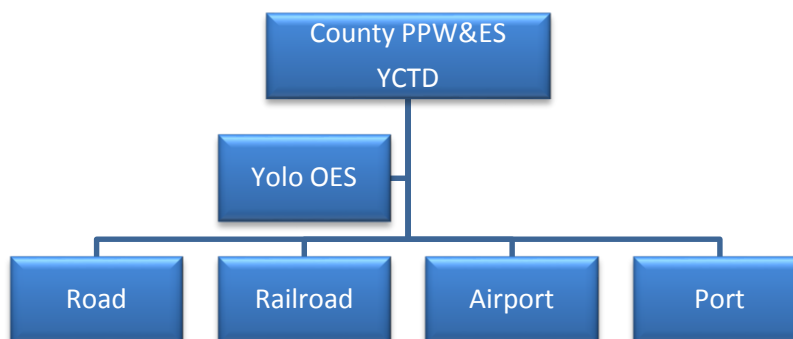 County PPW&ES
YCTD
Yolo OES
Road
Railroad
Airport
Port